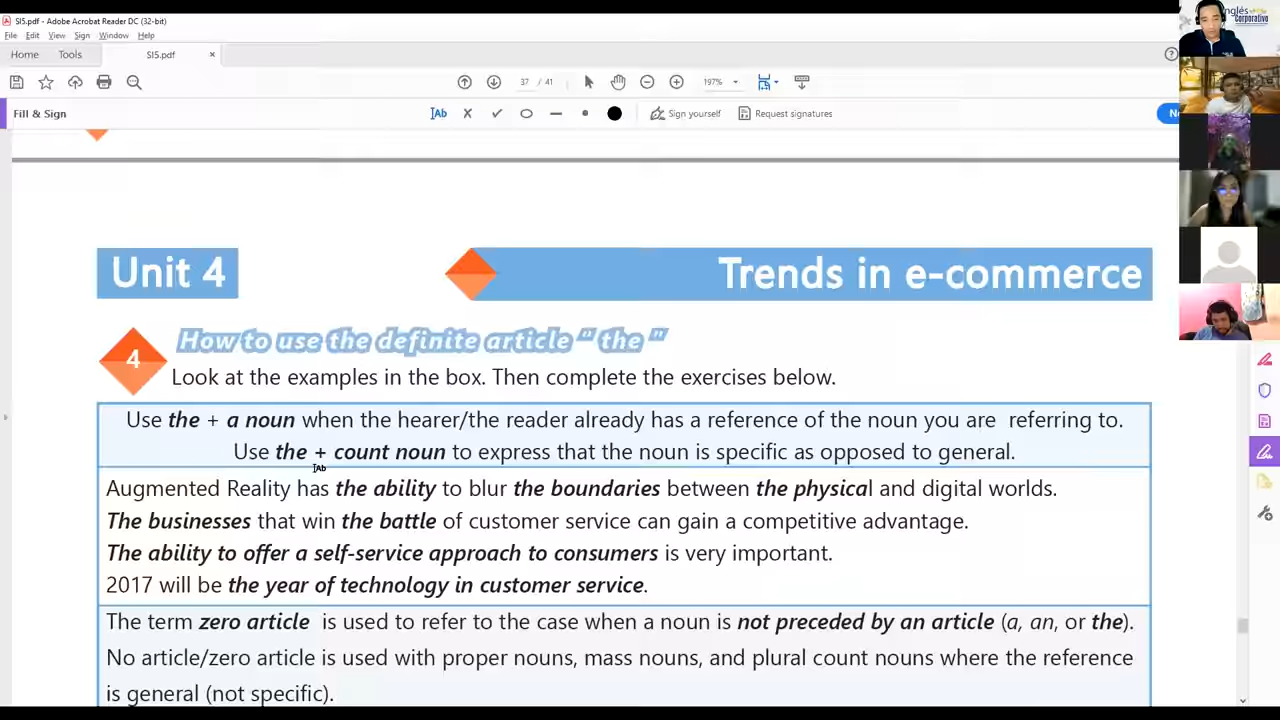 SI5.pdf - Adobe Acrobat Reader DC (32-bit)
File Edit View Sign Window Help
Home Tools SI5.pdf ×
37 / 41 197%
Fill & Sign
Ab Sign yourself Request signatures
Inglés
Corporativo
Unit 4 Trends in e-commerce
4 How to use the definite article “ the ”
Look at the examples in the box. Then complete the exercises below.
Use the + a noun when the hearer/the reader already has a reference of the noun you are referring to.
Use the + count noun to express that the noun is specific as opposed to general.
Augmented Reality has the ability to blur the boundaries between the physical and digital worlds.
The businesses that win the battle of customer service can gain a competitive advantage.
The ability to offer a self-service approach to consumers is very important.
2017 will be the year of technology in customer service.
The term zero article is used to refer to the case when a noun is not preceded by an article (a, an, or the).
No article/zero article is used with proper nouns, mass nouns, and plural count nouns where the reference
is general (not specific).